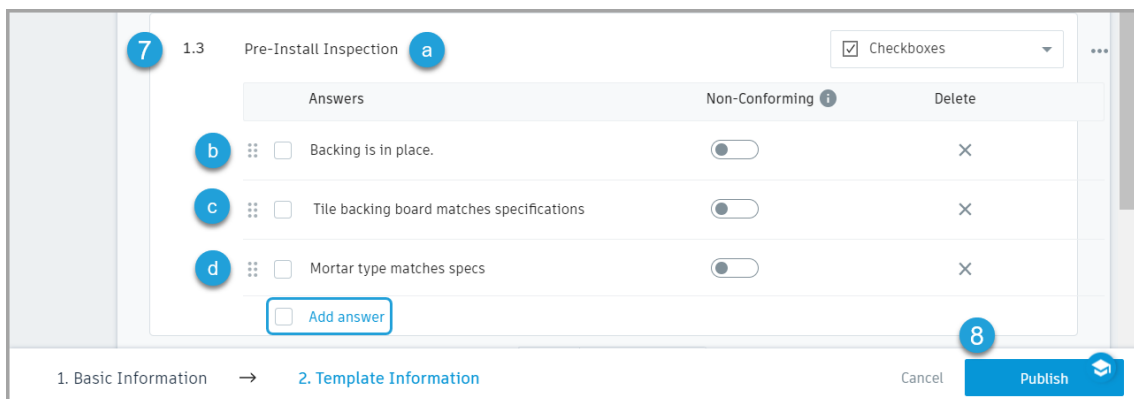 7 1.3 Pre-Install Inspection a Checkboxes
Answers Non-Conforming i Delete
b Backing is in place.
c Tile backing board matches specifications
d Mortar type matches specs
Add answer
8
1. Basic Information → 2. Template Information Cancel Publish